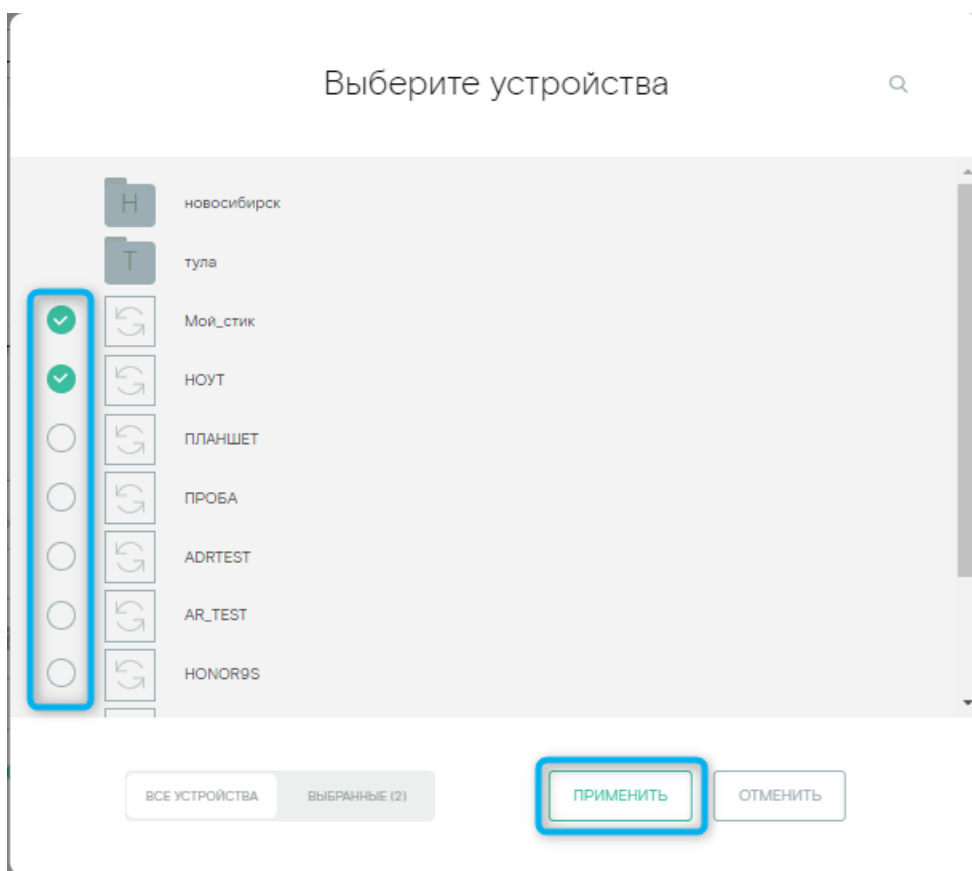 Выберите устройства
Н новосибирск
Т тула
Мой_стик
НОУТ
ПЛАНШЕТ
ПРОБА
ADRTEST
AR_TEST
HONOR9S
ВСЕ УСТРОЙСТВА ВЫБРАННЫЕ (2) ПРИМЕНИТЬ ОТМЕНИТЬ